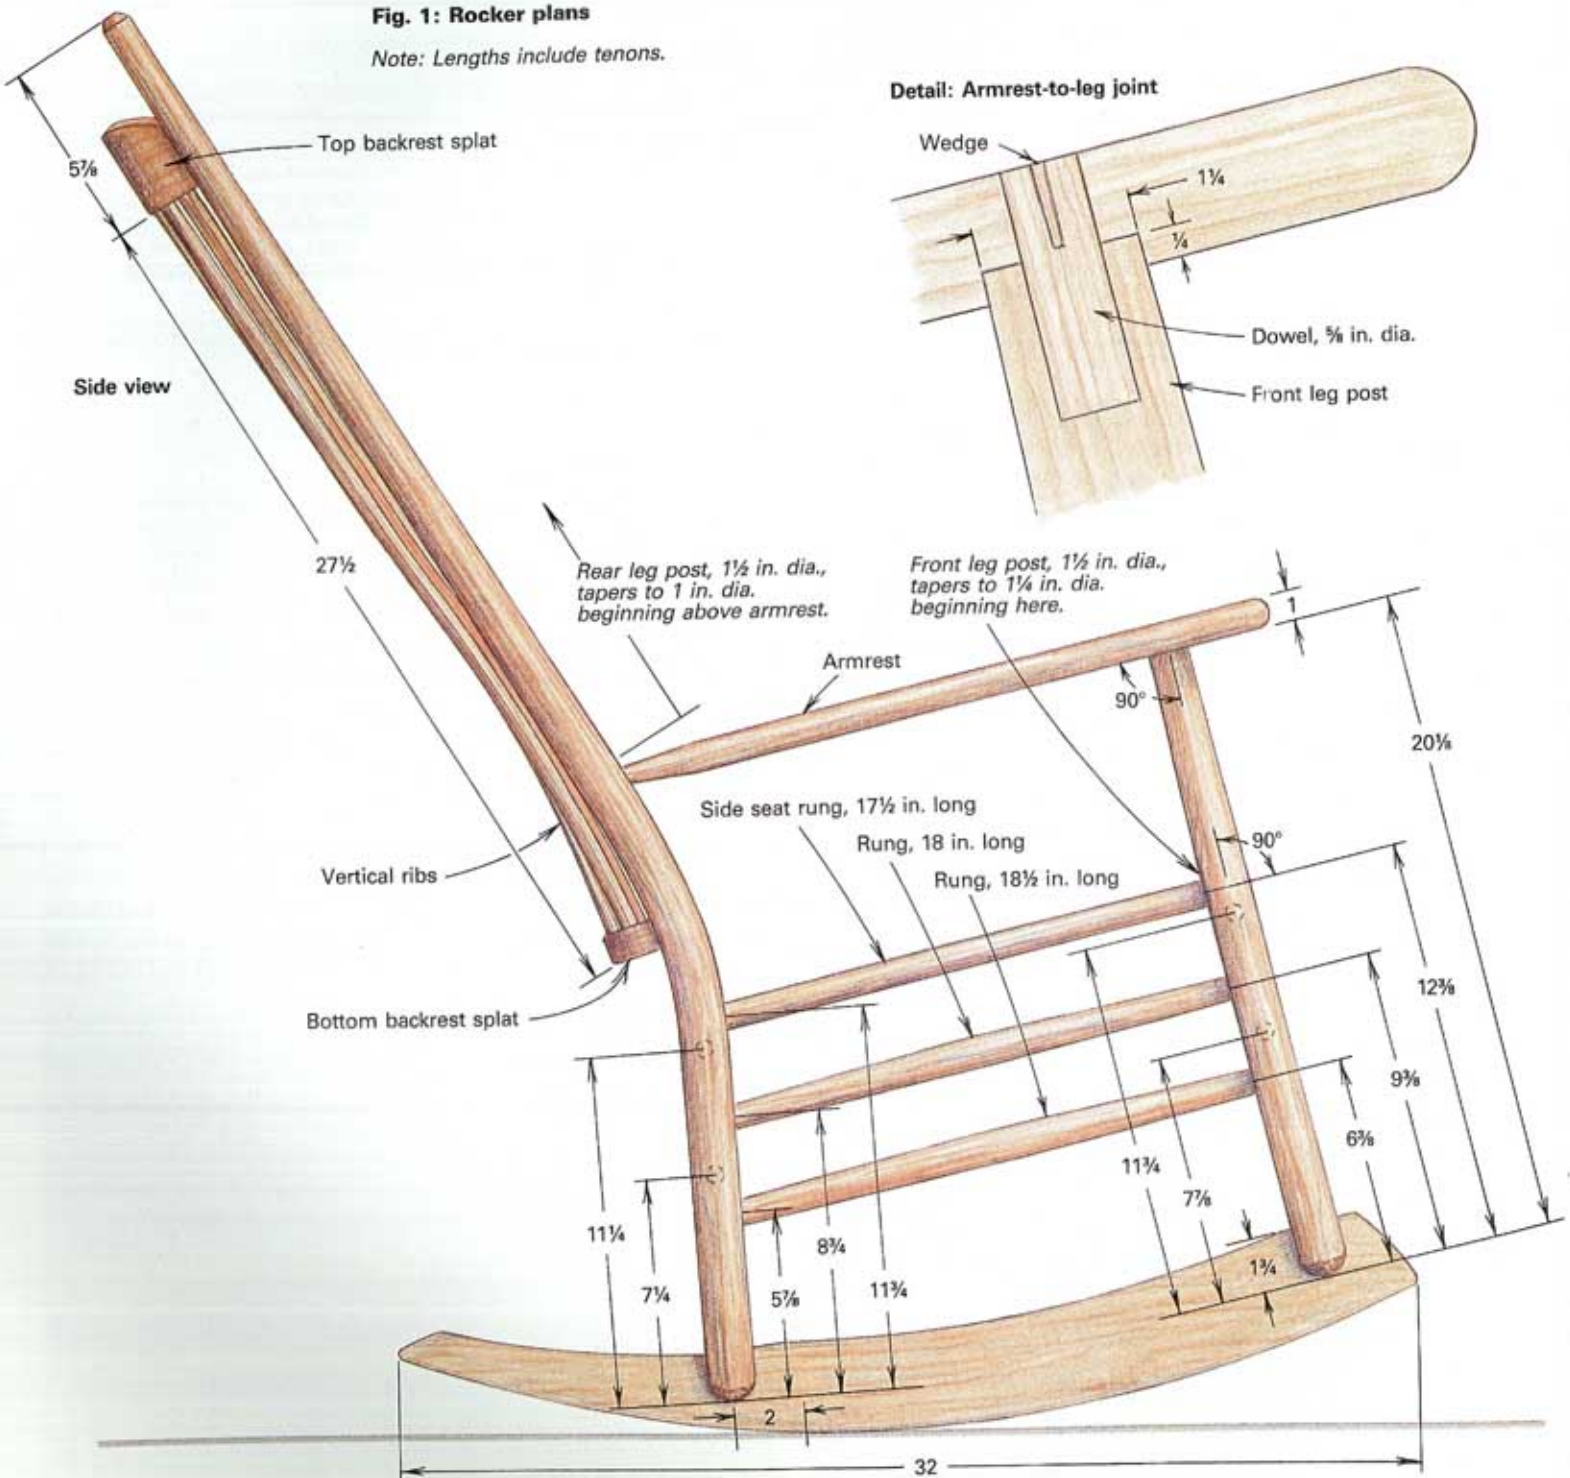 Fig. 1: Rocker plans
Note: Lengths include tenons.
Detail: Armrest-to-leg joint
Wedge
1¼
¼
Dowel, ⅝ in. dia.
Front leg post
Top backrest splat
5⅞
Side view
27½
Rear leg post, 1½ in. dia.,
tapers to 1 in. dia.
beginning above armrest.
Front leg post, 1½ in. dia.,
tapers to 1¼ in. dia.
beginning here.
1
Armrest
90°
20⅛
Side seat rung, 17½ in. long
Rung, 18 in. long
Rung, 18½ in. long
90°
Vertical ribs
Bottom backrest splat
12⅜
9⅜
6⅜
11¾
7⅞
1¾
11¼
7¼
5⅞
8¾
11¾
2
32